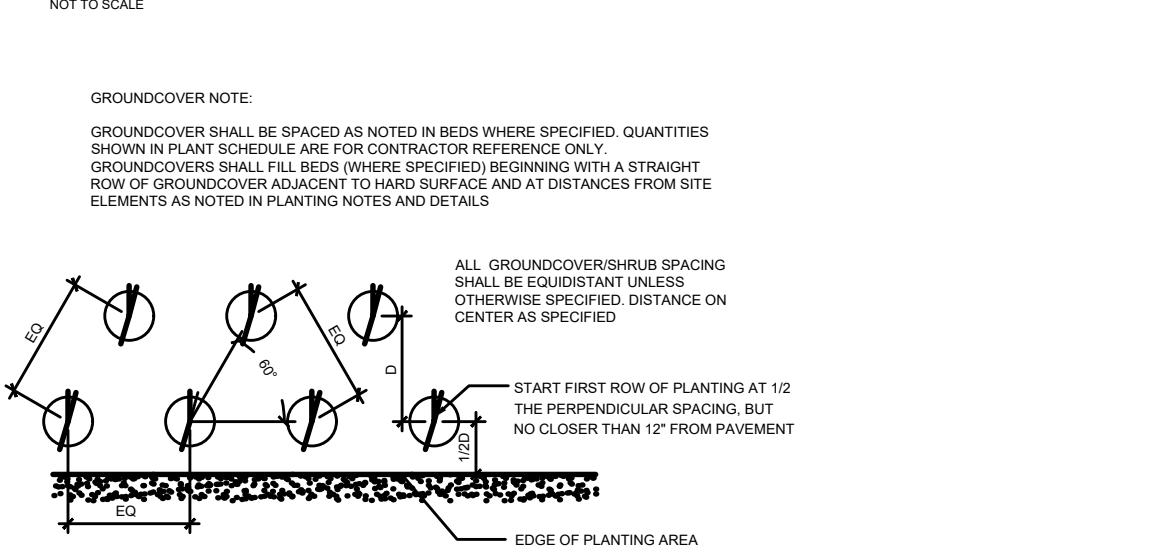 NOT TO SCALE
GROUNDCOVER NOTE:
GROUNDCOVER SHALL BE SPACED AS NOTED IN BEDS WHERE SPECIFIED. QUANTITIES
SHOWN IN PLANT SCHEDULE ARE FOR CONTRACTOR REFERENCE ONLY.
GROUNDCOVERS SHALL FILL BEDS (WHERE SPECIFIED) BEGINNING WITH A STRAIGHT
ROW OF GROUNDCOVER ADJACENT TO HARD SURFACE AND AT DISTANCES FROM SITE
ELEMENTS AS NOTED IN PLANTING NOTES AND DETAILS
ALL GROUNDCOVER/SHRUB SPACING
SHALL BE EQUIDISTANT UNLESS
OTHERWISE SPECIFIED. DISTANCE ON
CENTER AS SPECIFIED
EQ
EQ
60°
D
START FIRST ROW OF PLANTING AT 1/2
THE PERPENDICULAR SPACING, BUT
NO CLOSER THAN 12" FROM PAVEMENT
1/2D
EQ
EDGE OF PLANTING AREA